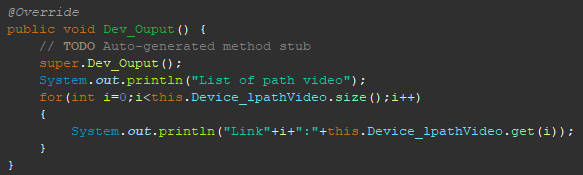 @Override
public void Dev_Ouput() {
// TODO Auto-generated method stub
super.Dev_Ouput();
System.out.println("List of path video");
for(int i=0;i<this.Device_lpathVideo.size();i++)
{
System.out.println("Link"+i+":"+this.Device_lpathVideo.get(i));
}
}